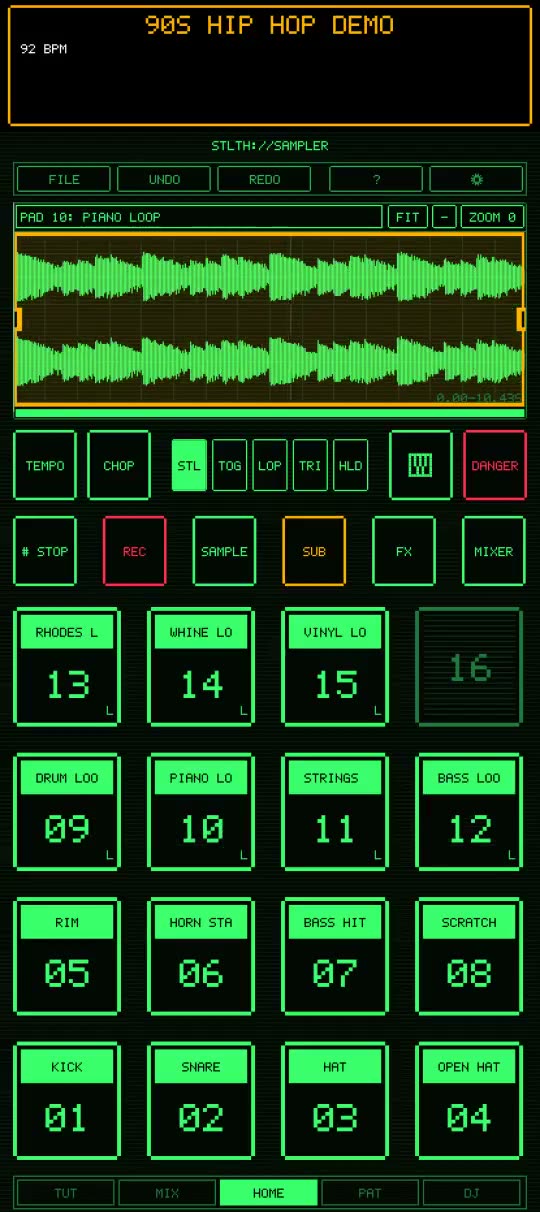 90S HIP HOP DEMO
92 BPM
STLTH://SAMPLER
FILE UNDO REDO ?
PAD 10: PIANO LOOP FIT - ZOOM 0
0.00-10.43S
TEMPO CHOP STL TOG LOP TRI HLD DANGER
# STOP REC SAMPLE SUB FX MIXER
RHODES L WHINE LO VINYL LO
13 14 15 16
L L L
DRUM LOO PIANO LO STRINGS BASS LOO
09 10 11 12
L L L L
RIM HORN STA BASS HIT SCRATCH
05 06 07 08
KICK SNARE HAT OPEN HAT
01 02 03 04
TUT MIX HOME PAT DJ